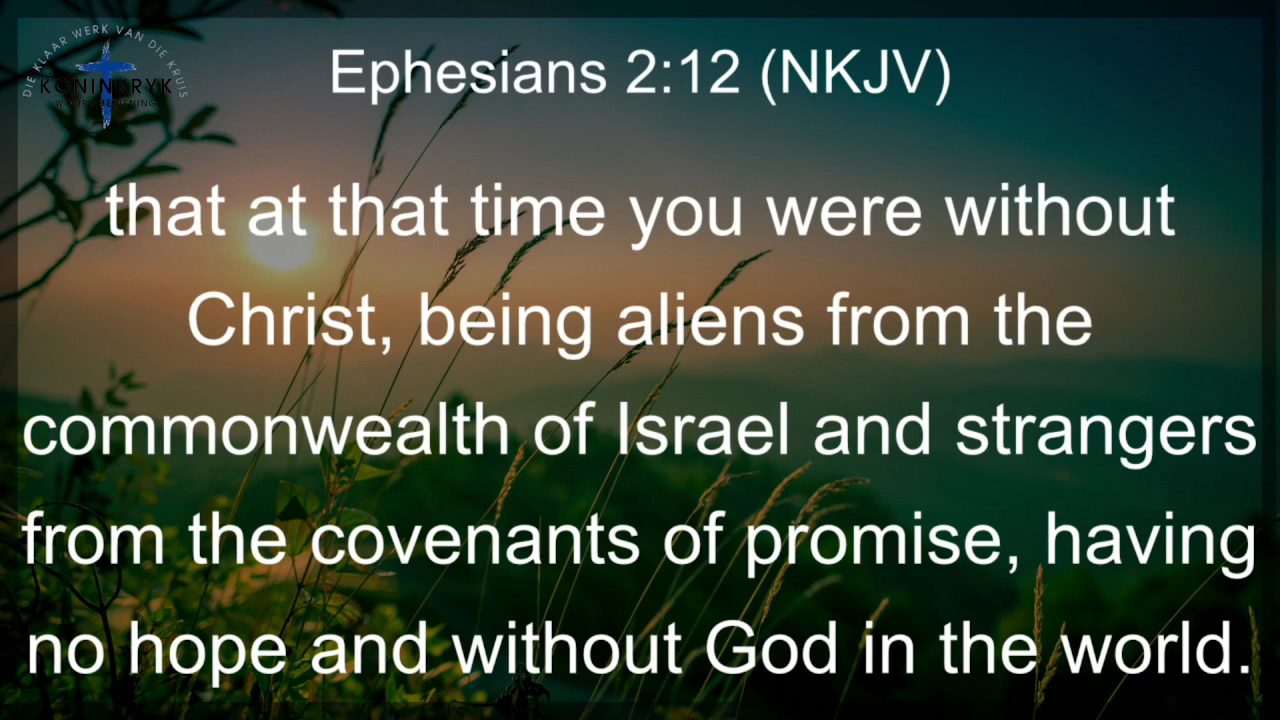 DIE KLAAR WERK VAN DIE KRUIS
KONINKRYK
Ephesians 2:12 (NKJV)
that at that time you were without
Christ, being aliens from the
commonwealth of Israel and strangers
from the covenants of promise, having
no hope and without God in the world.